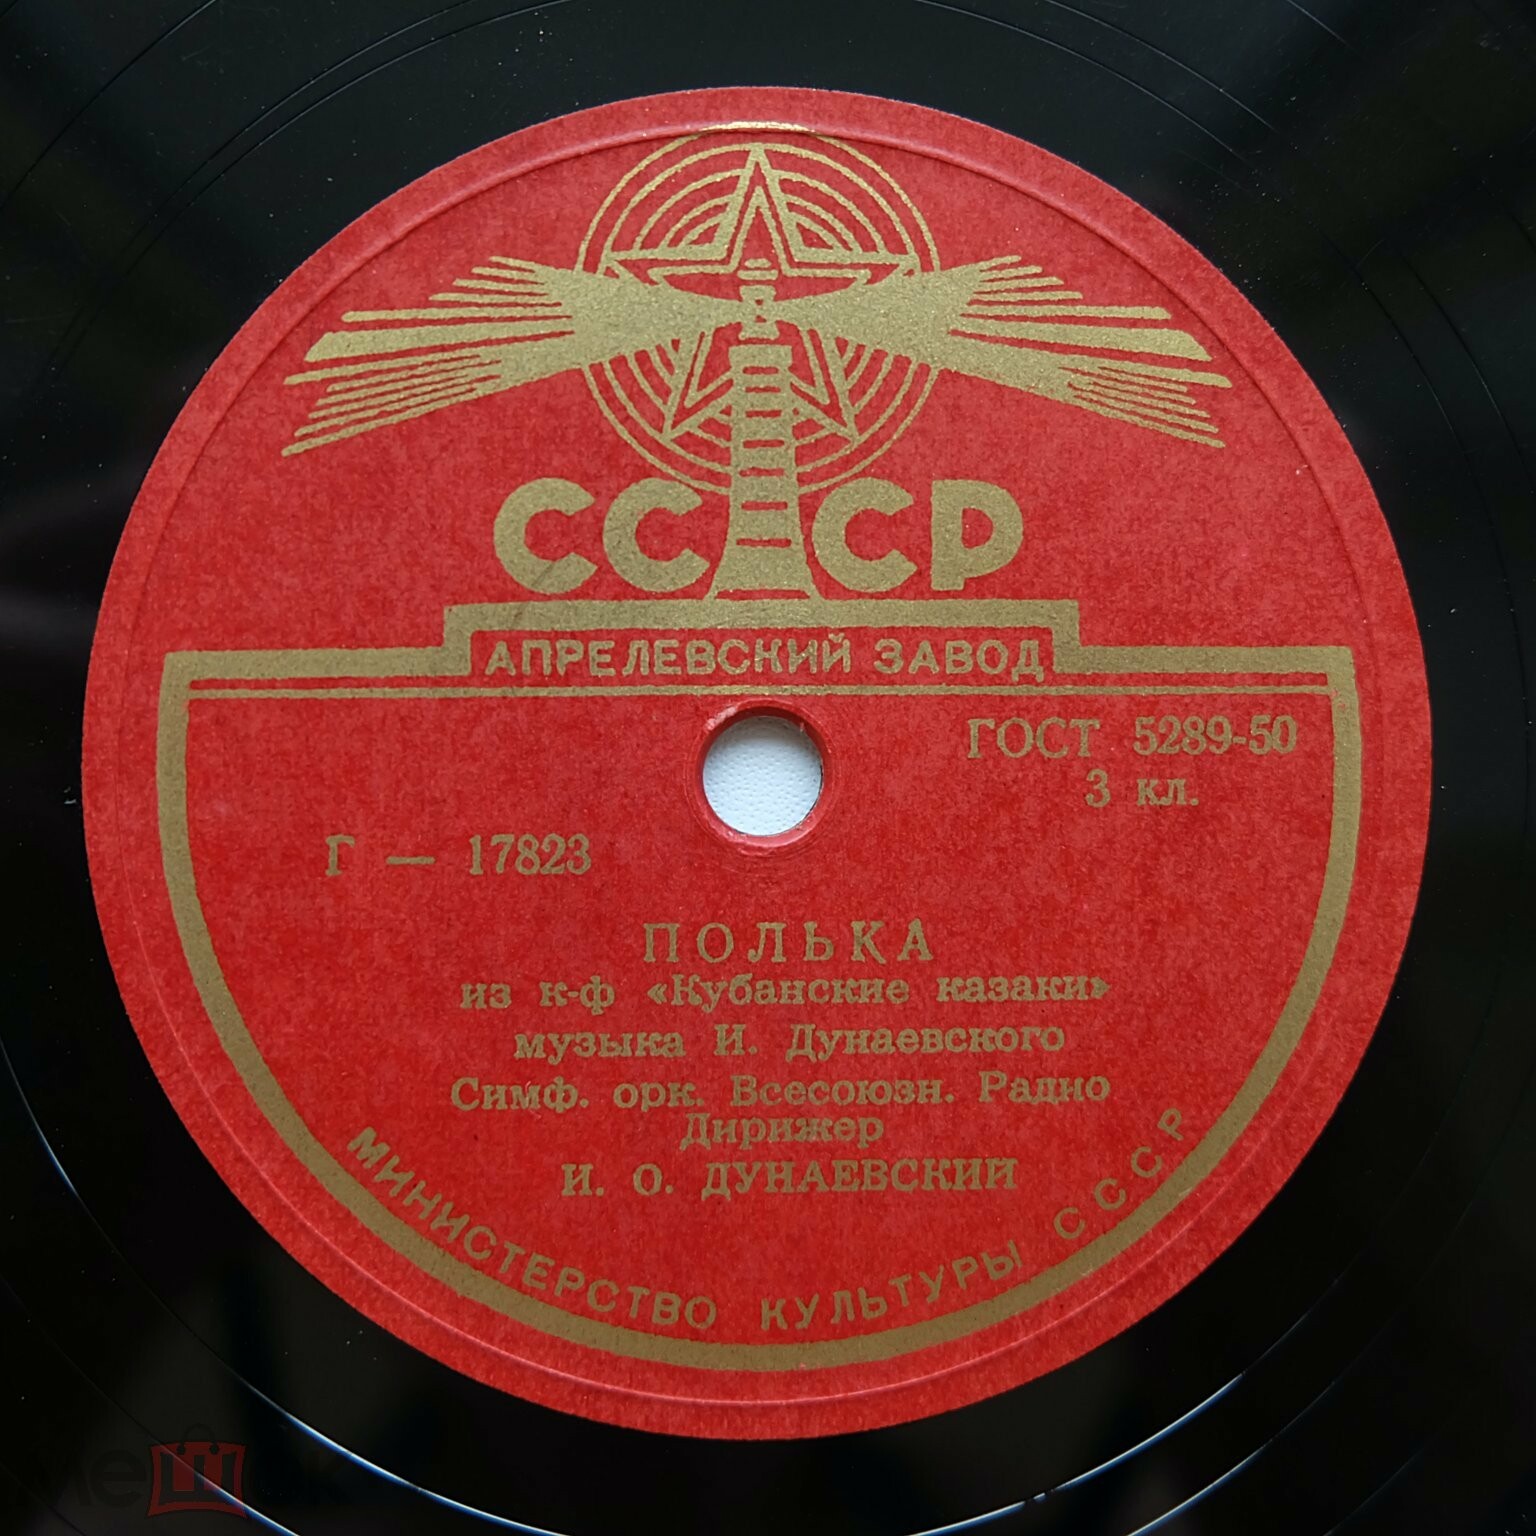 СССР
АПРЕЛЕВСКИЙ ЗАВОД
ГОСТ 5289-50
3 кл.
Г — 17823
ПОЛЬКА
из к-ф «Кубанские казаки»
музыка И. Дунаевского
Симф. орк. Всесоюзн. Радио
Дирижер
И. О. ДУНАЕВСКИЙ
МИНИСТЕРСТВО КУЛЬТУРЫ СССР
мешок